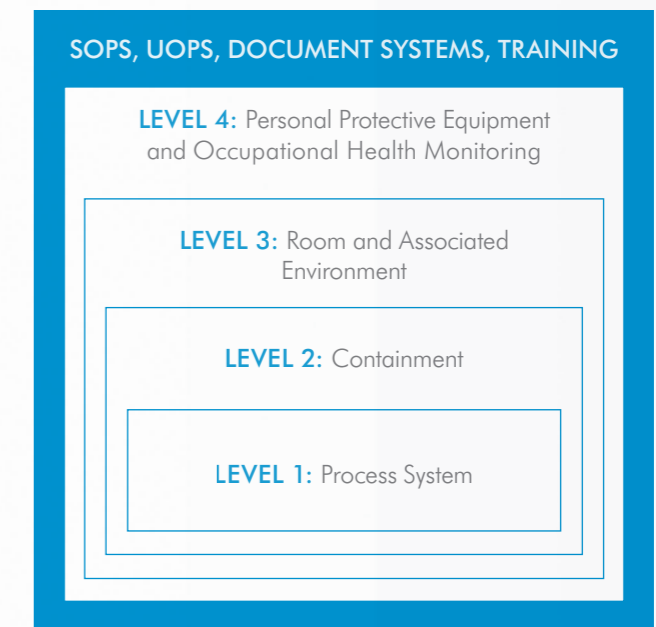 SOPS, UOPS, DOCUMENT SYSTEMS, TRAINING
LEVEL 4: Personal Protective Equipment
and Occupational Health Monitoring
LEVEL 3: Room and Associated
Environment
LEVEL 2: Containment
LEVEL 1: Process System